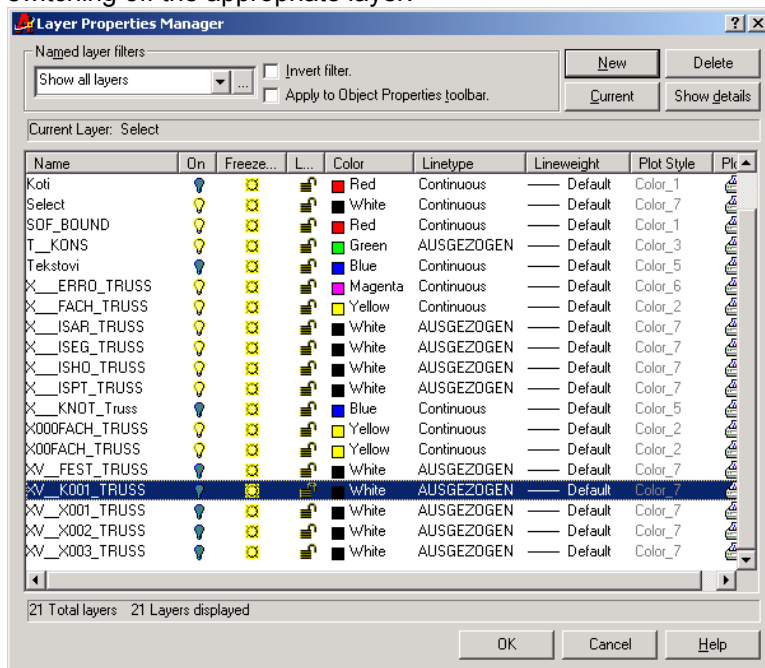 switching off the appropriate layer.
Layer Properties Manager
Named layer filters
Show all layers
...
Invert filter.
Apply to Object Properties toolbar.
New
Delete
Current
Show details
Current Layer: Select
Name On Freeze... L... Color Linetype Lineweight Plot Style Plo
Koti Red Continuous Default Color_1
Select White Continuous Default Color_7
SOF_BOUND Red Continuous Default Color_1
T__KONS Green AUSGEZOGEN Default Color_3
Tekstovi Blue Continuous Default Color_5
X___ERRO_TRUSS Magenta Continuous Default Color_6
X___FACH_TRUSS Yellow Continuous Default Color_2
X___ISAR_TRUSS White AUSGEZOGEN Default Color_7
X___ISEG_TRUSS White AUSGEZOGEN Default Color_7
X___ISHO_TRUSS White AUSGEZOGEN Default Color_7
X___ISPT_TRUSS White AUSGEZOGEN Default Color_7
X___KNOT_Truss Blue Continuous Default Color_5
X000FACH_TRUSS Yellow Continuous Default Color_2
X00FACH_TRUSS Yellow Continuous Default Color_2
XV__FEST_TRUSS White AUSGEZOGEN Default Color_7
XV__K001_TRUSS White AUSGEZOGEN Default Color_7
XV__X001_TRUSS White AUSGEZOGEN Default Color_7
XV__X002_TRUSS White AUSGEZOGEN Default Color_7
XV__X003_TRUSS White AUSGEZOGEN Default Color_7
21 Total layers 21 Layers displayed
OK Cancel Help